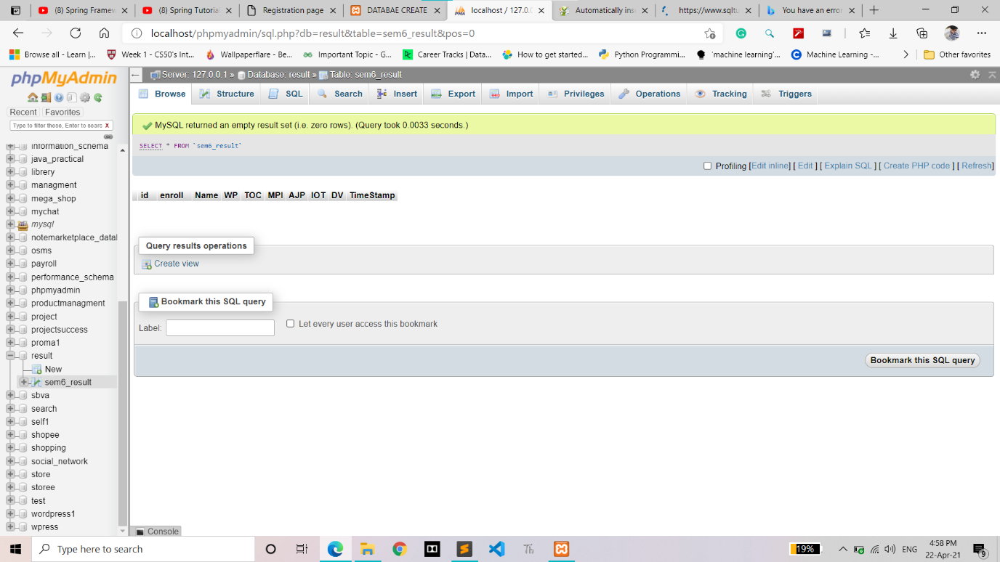 (8) Spring Framew
(8) Spring Tutoria
Registration page
DATABAE CREATE
localhost / 127.0.0
Automatically inse
https://www.sqltu
You have an error
localhost/phpmyadmin/sql.php?db=result&table=sem6_result&pos=0
Browse all - Learn |...
Week 1 - CS50's Int...
Wallpaperflare - Be...
Important Topic - G...
Career Tracks | Data...
How to get started...
Python Programmi...
'machine learning'...
Machine Learning -...
Other favorites
phpMyAdmin
Recent Favorites
Type to filter these, Enter to searc X
information_schema
java_practical
librery
managment
mega_shop
mychat
mysql
notemarketplace_datal
osms
payroll
performance_schema
phpmyadmin
productmanagment
project
projectsuccess
proma1
result
New
sem6_result
sbva
search
self1
shopee
shopping
social_network
store
storee
test
wordpress1
wpress
Server: 127.0.0.1 » Database: result » Table: sem6_result
Browse Structure SQL Search Insert Export Import Privileges Operations Tracking Triggers
MySQL returned an empty result set (i.e. zero rows). (Query took 0.0033 seconds.)
SELECT * FROM `sem6_result`
Profiling [Edit inline] [ Edit ] [ Explain SQL ] [ Create PHP code ] [ Refresh]
id enroll Name WP TOC MPI AJP IOT DV TimeStamp
Query results operations
Create view
Bookmark this SQL query
Label: Let every user access this bookmark
Bookmark this SQL query
Console
Type here to search
19%
ENG
4:58 PM
22-Apr-21
9